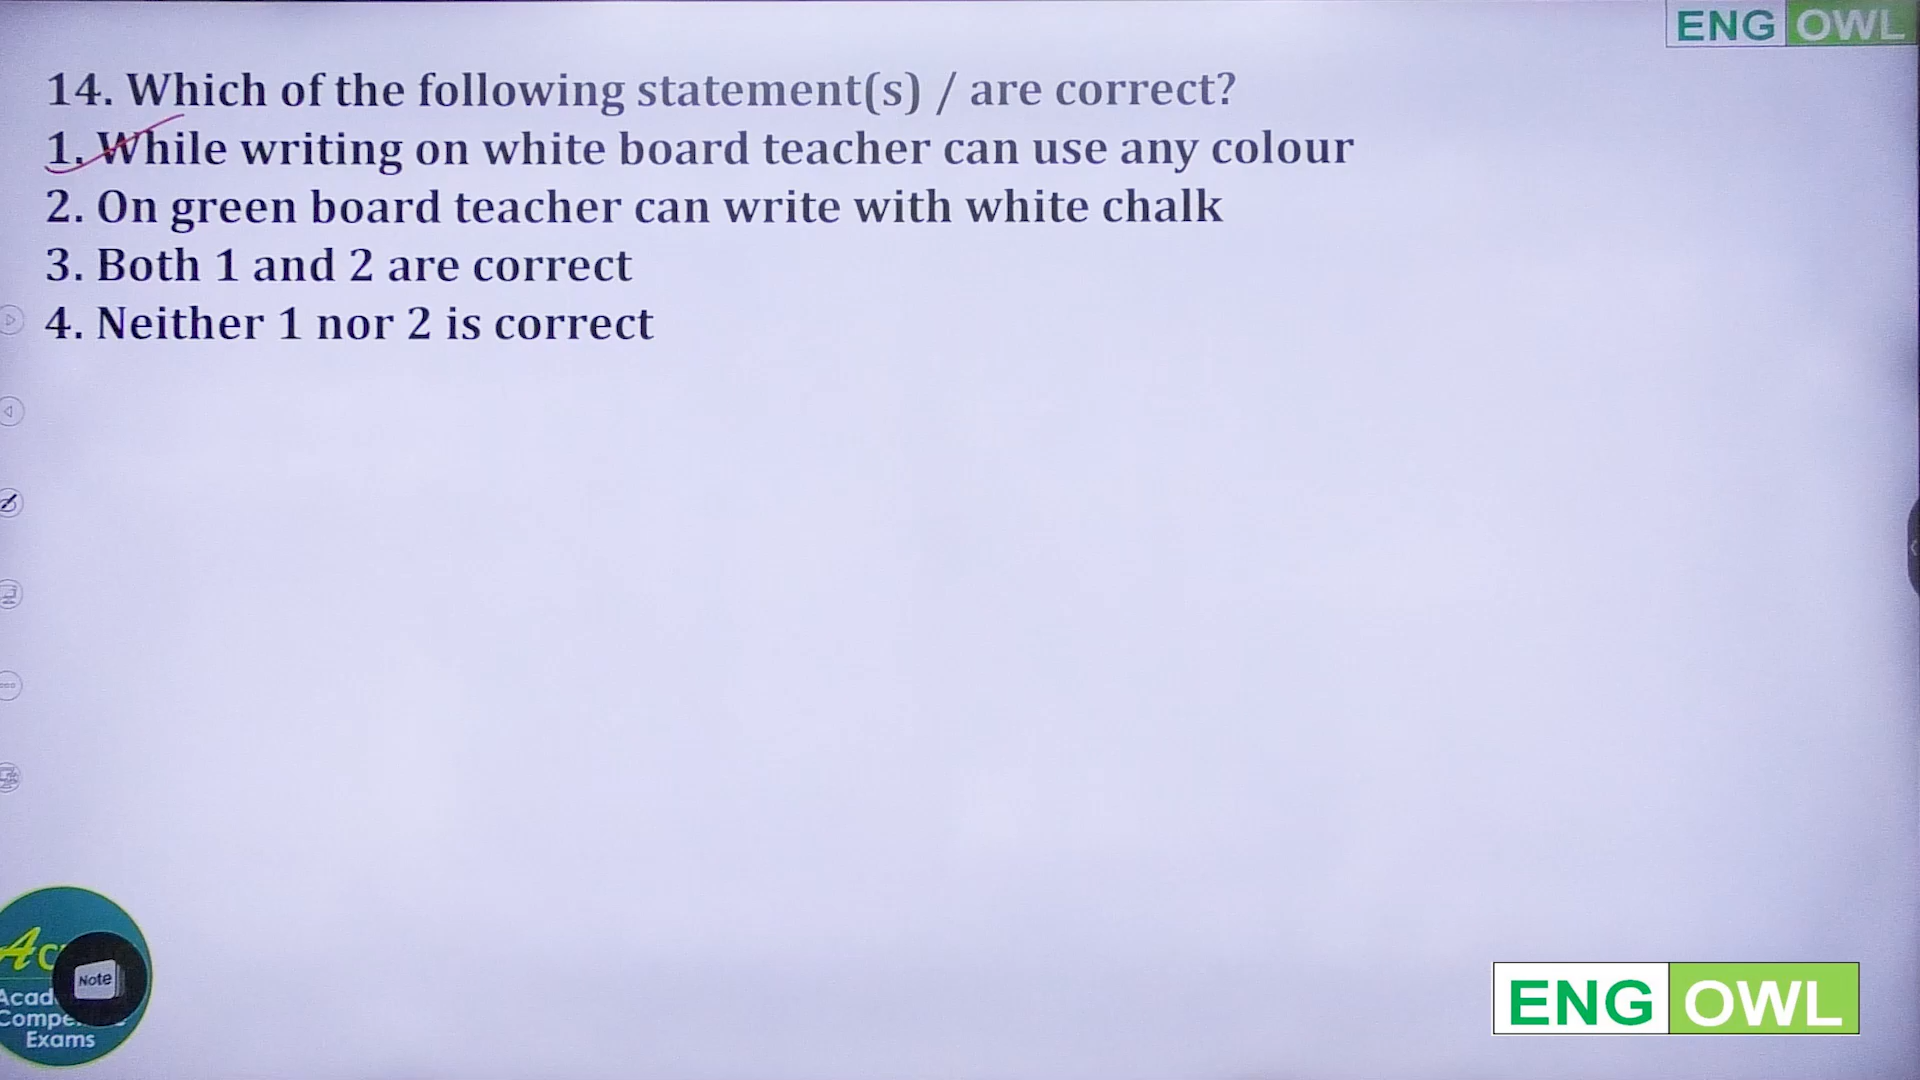 ENG OWL
14. Which of the following statement(s) / are correct?
1. While writing on white board teacher can use any colour
2. On green board teacher can write with white chalk
3. Both 1 and 2 are correct
4. Neither 1 nor 2 is correct
Note
Exams
ENG OWL